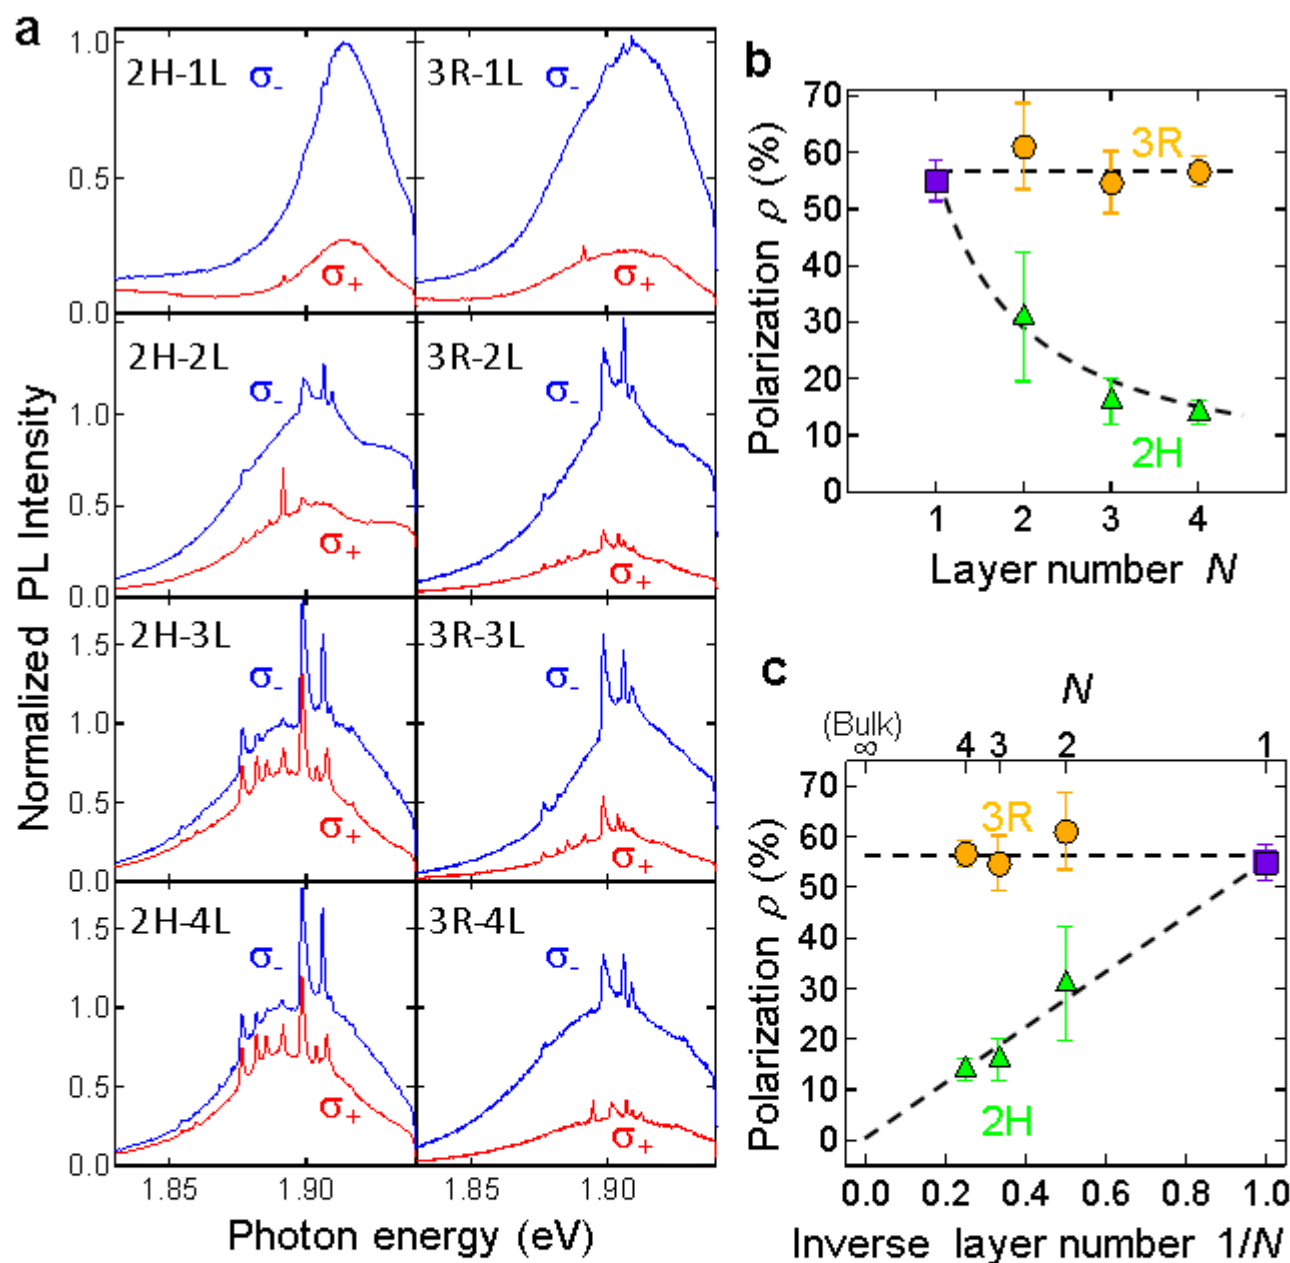 a
Normalized PL Intensity
1.0
0.5
0.0
2H-1L
σ-
σ+
3R-1L
σ-
σ+
1.0
0.5
0.0
2H-2L
σ-
σ+
3R-2L
σ-
σ+
1.5
1.0
0.5
0.0
2H-3L
σ-
σ+
3R-3L
σ-
σ+
1.5
1.0
0.5
0.0
2H-4L
σ-
σ+
3R-4L
σ-
σ+
1.85 1.90 1.85 1.90
Photon energy (eV)
b
Polarization ρ (%)
70
60
50
40
30
20
10
0
3R
2H
1 2 3 4
Layer number N
c
N
(Bulk)
∞ 4 3 2 1
Polarization ρ (%)
70
60
50
40
30
20
10
0
3R
2H
0.0 0.2 0.4 0.6 0.8 1.0
Inverse layer number 1/N